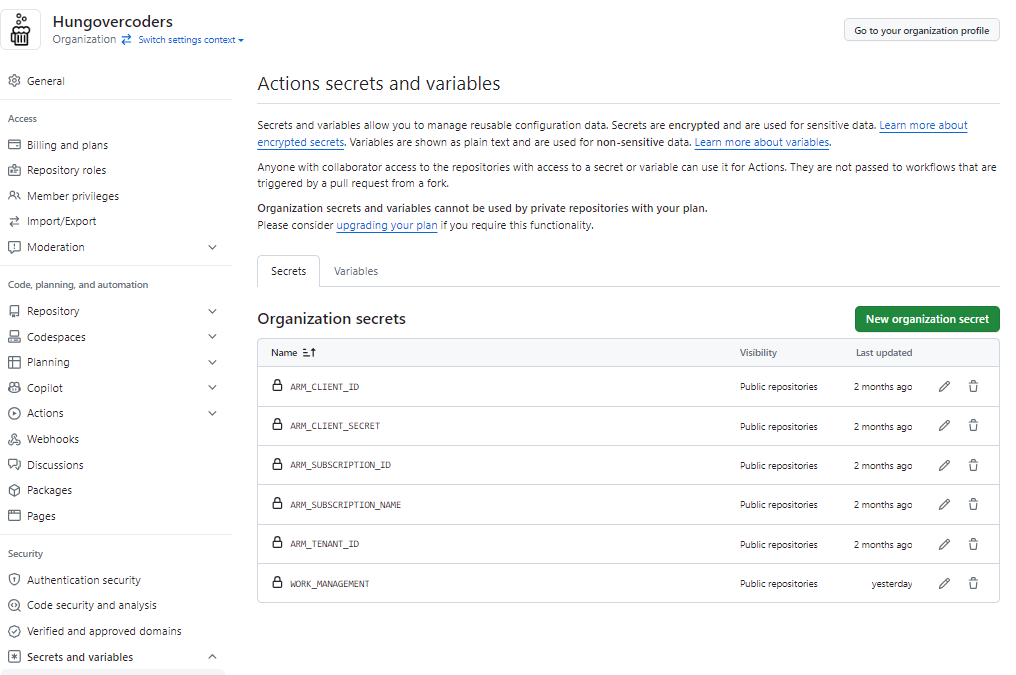 Hungovercoders
Organization Switch settings context
Go to your organization profile
General
Access
Billing and plans
Repository roles
Member privileges
Import/Export
Moderation
Code, planning, and automation
Repository
Codespaces
Planning
Copilot
Actions
Webhooks
Discussions
Packages
Pages
Security
Authentication security
Code security and analysis
Verified and approved domains
Secrets and variables
Actions secrets and variables
Secrets and variables allow you to manage reusable configuration data. Secrets are encrypted and are used for sensitive data. Learn more about
encrypted secrets. Variables are shown as plain text and are used for non-sensitive data. Learn more about variables.
Anyone with collaborator access to the repositories with access to a secret or variable can use it for Actions. They are not passed to workflows that are
triggered by a pull request from a fork.
Organization secrets and variables cannot be used by private repositories with your plan.
Please consider upgrading your plan if you require this functionality.
Secrets Variables
Organization secrets
New organization secret
Name Visibility Last updated
ARM_CLIENT_ID Public repositories 2 months ago
ARM_CLIENT_SECRET Public repositories 2 months ago
ARM_SUBSCRIPTION_ID Public repositories 2 months ago
ARM_SUBSCRIPTION_NAME Public repositories 2 months ago
ARM_TENANT_ID Public repositories 2 months ago
WORK_MANAGEMENT Public repositories yesterday